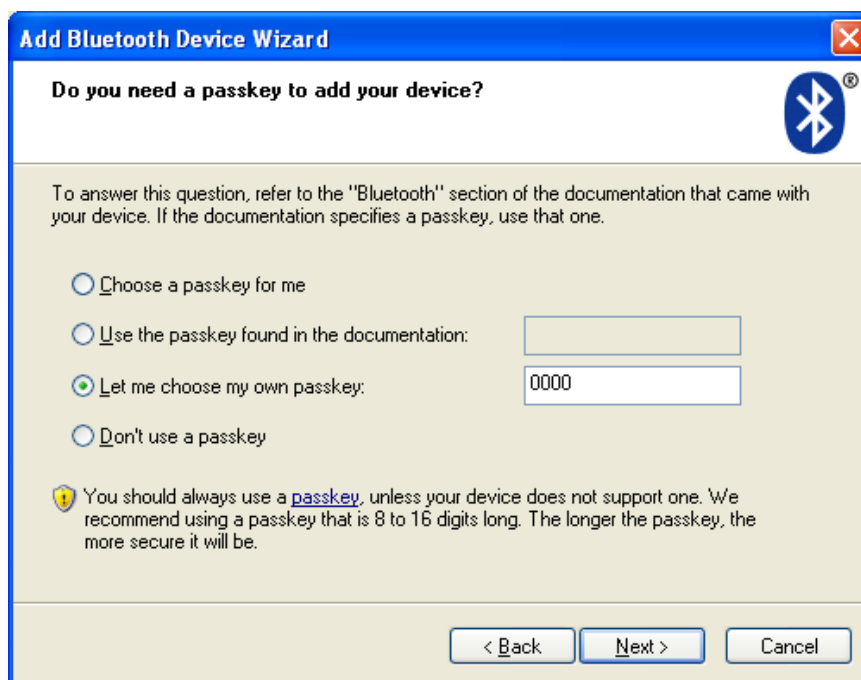 Add Bluetooth Device Wizard
Do you need a passkey to add your device?
®
To answer this question, refer to the "Bluetooth" section of the documentation that came with
your device. If the documentation specifies a passkey, use that one.
Choose a passkey for me
Use the passkey found in the documentation:
Let me choose my own passkey: 0000
Don't use a passkey
You should always use a passkey, unless your device does not support one. We
recommend using a passkey that is 8 to 16 digits long. The longer the passkey, the
more secure it will be.
< Back Next > Cancel